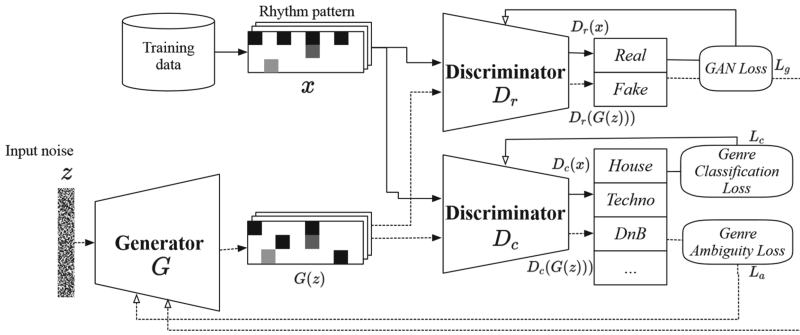 Rhythm pattern
Training
data
x
D_r(x)
Discriminator
D_r
Real
Fake
GAN Loss
L_g
D_r(G(z)))
Input noise
z
Generator
G
G(z)
D_c(x)
Discriminator
D_c
House
Techno
DnB
...
L_c
Genre
Classification
Loss
Genre
Ambiguity Loss
L_a
D_c(G(z)))